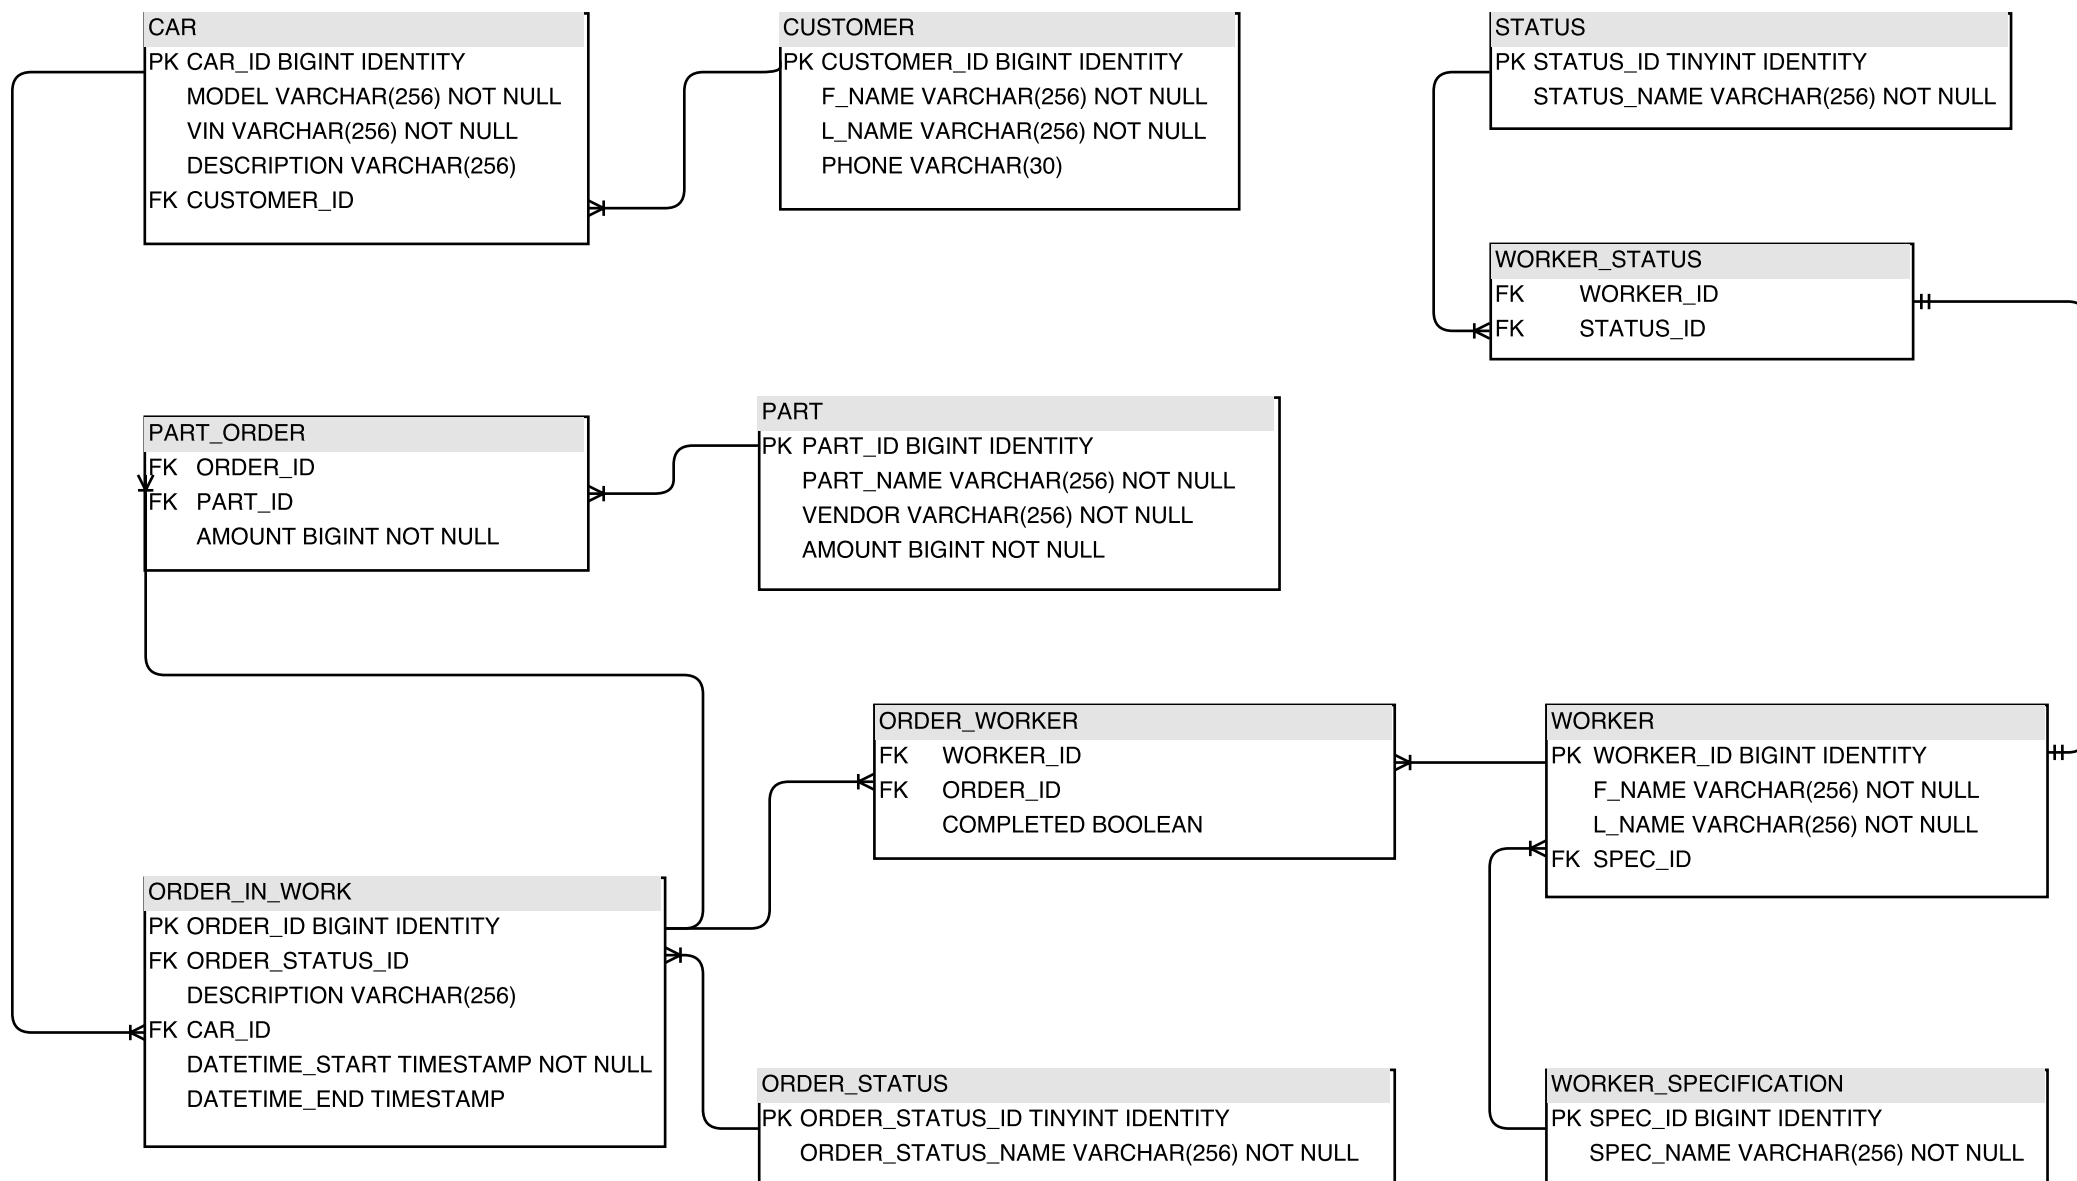 CAR
PK CAR_ID BIGINT IDENTITY
MODEL VARCHAR(256) NOT NULL
VIN VARCHAR(256) NOT NULL
DESCRIPTION VARCHAR(256)
FK CUSTOMER_ID
CUSTOMER
PK CUSTOMER_ID BIGINT IDENTITY
F_NAME VARCHAR(256) NOT NULL
L_NAME VARCHAR(256) NOT NULL
PHONE VARCHAR(30)
STATUS
PK STATUS_ID TINYINT IDENTITY
STATUS_NAME VARCHAR(256) NOT NULL
WORKER_STATUS
FK WORKER_ID
FK STATUS_ID
PART_ORDER
FK ORDER_ID
FK PART_ID
AMOUNT BIGINT NOT NULL
PART
PK PART_ID BIGINT IDENTITY
PART_NAME VARCHAR(256) NOT NULL
VENDOR VARCHAR(256) NOT NULL
AMOUNT BIGINT NOT NULL
ORDER_WORKER
FK WORKER_ID
FK ORDER_ID
COMPLETED BOOLEAN
WORKER
PK WORKER_ID BIGINT IDENTITY
F_NAME VARCHAR(256) NOT NULL
L_NAME VARCHAR(256) NOT NULL
FK SPEC_ID
ORDER_IN_WORK
PK ORDER_ID BIGINT IDENTITY
FK ORDER_STATUS_ID
DESCRIPTION VARCHAR(256)
FK CAR_ID
DATETIME_START TIMESTAMP NOT NULL
DATETIME_END TIMESTAMP
ORDER_STATUS
PK ORDER_STATUS_ID TINYINT IDENTITY
ORDER_STATUS_NAME VARCHAR(256) NOT NULL
WORKER_SPECIFICATION
PK SPEC_ID BIGINT IDENTITY
SPEC_NAME VARCHAR(256) NOT NULL